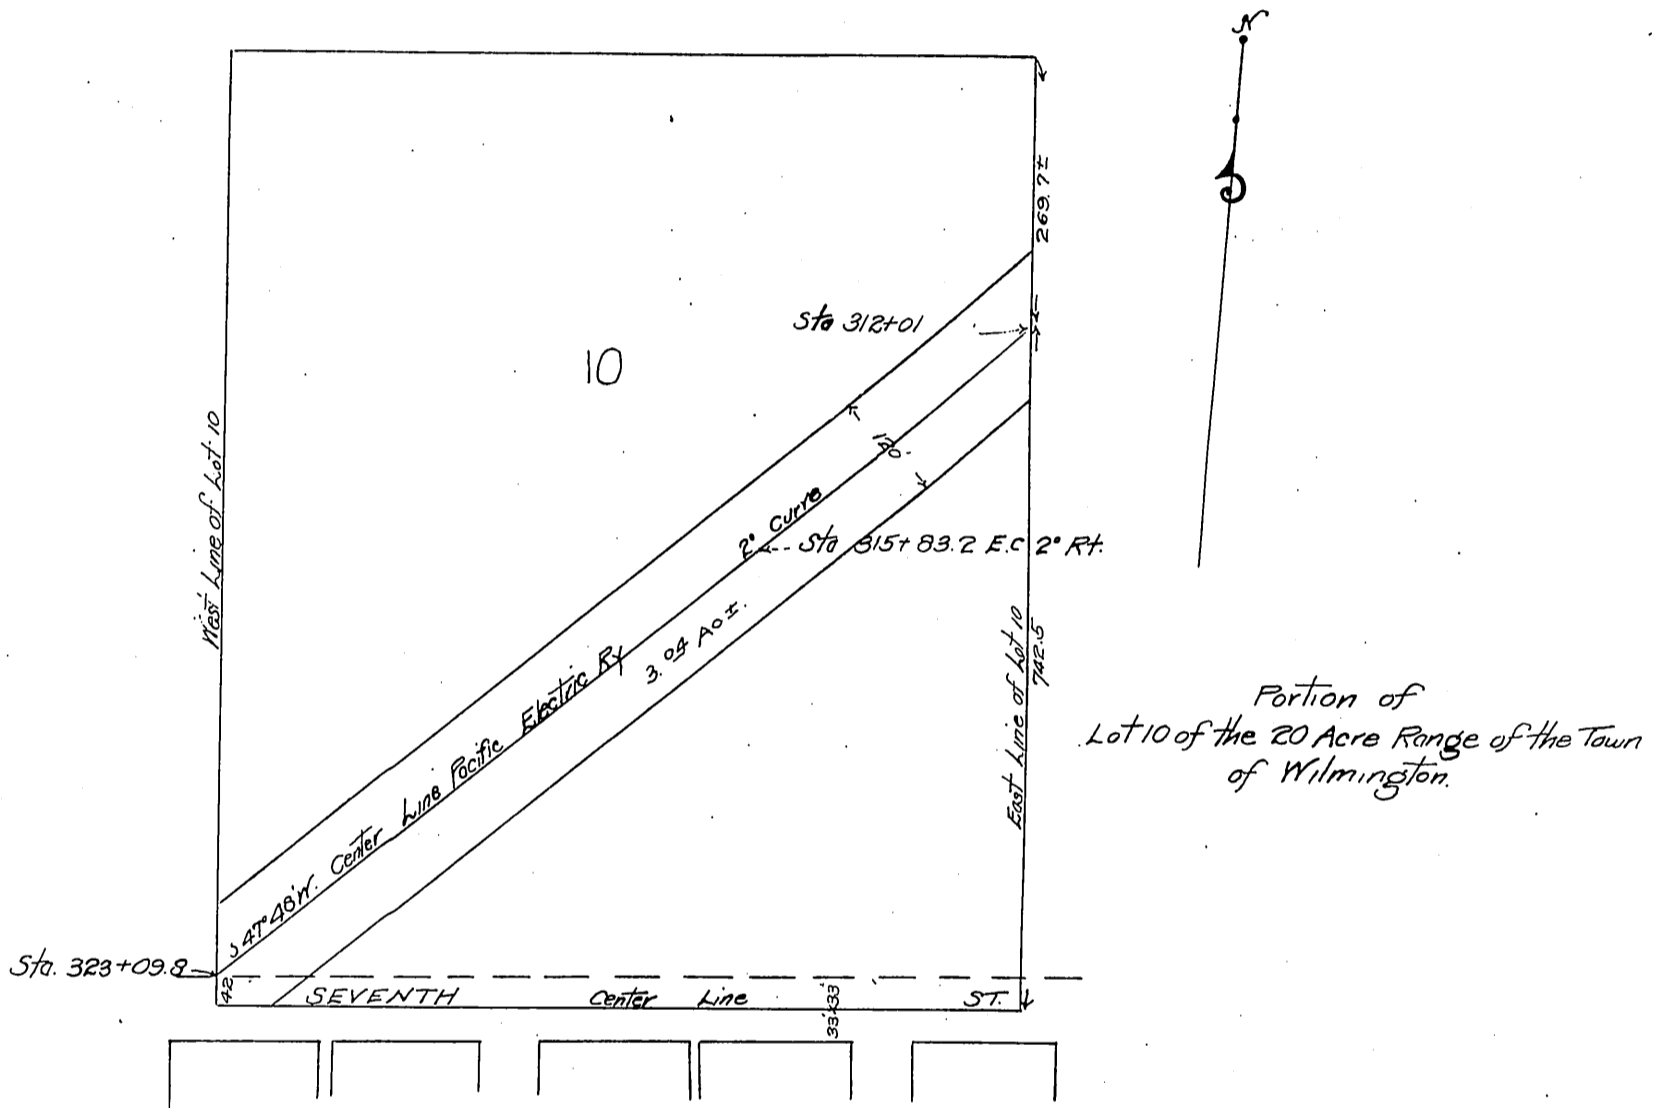 N
269.7±
Sta 312+01
10
120'
West Line of Lot 10
2° Curve
Sta 315+83.2 E.C 2° Rt.
3.04 Ac±.
East Line of Lot 10
742.5
S 47° 48' W. Center Line Pacific Electric Ry
Portion of
Lot 10 of the 20 Acre Range of the Town
of Wilmington.
Sta. 323+09.8
42
SEVENTH Center Line ST.
33' 33'